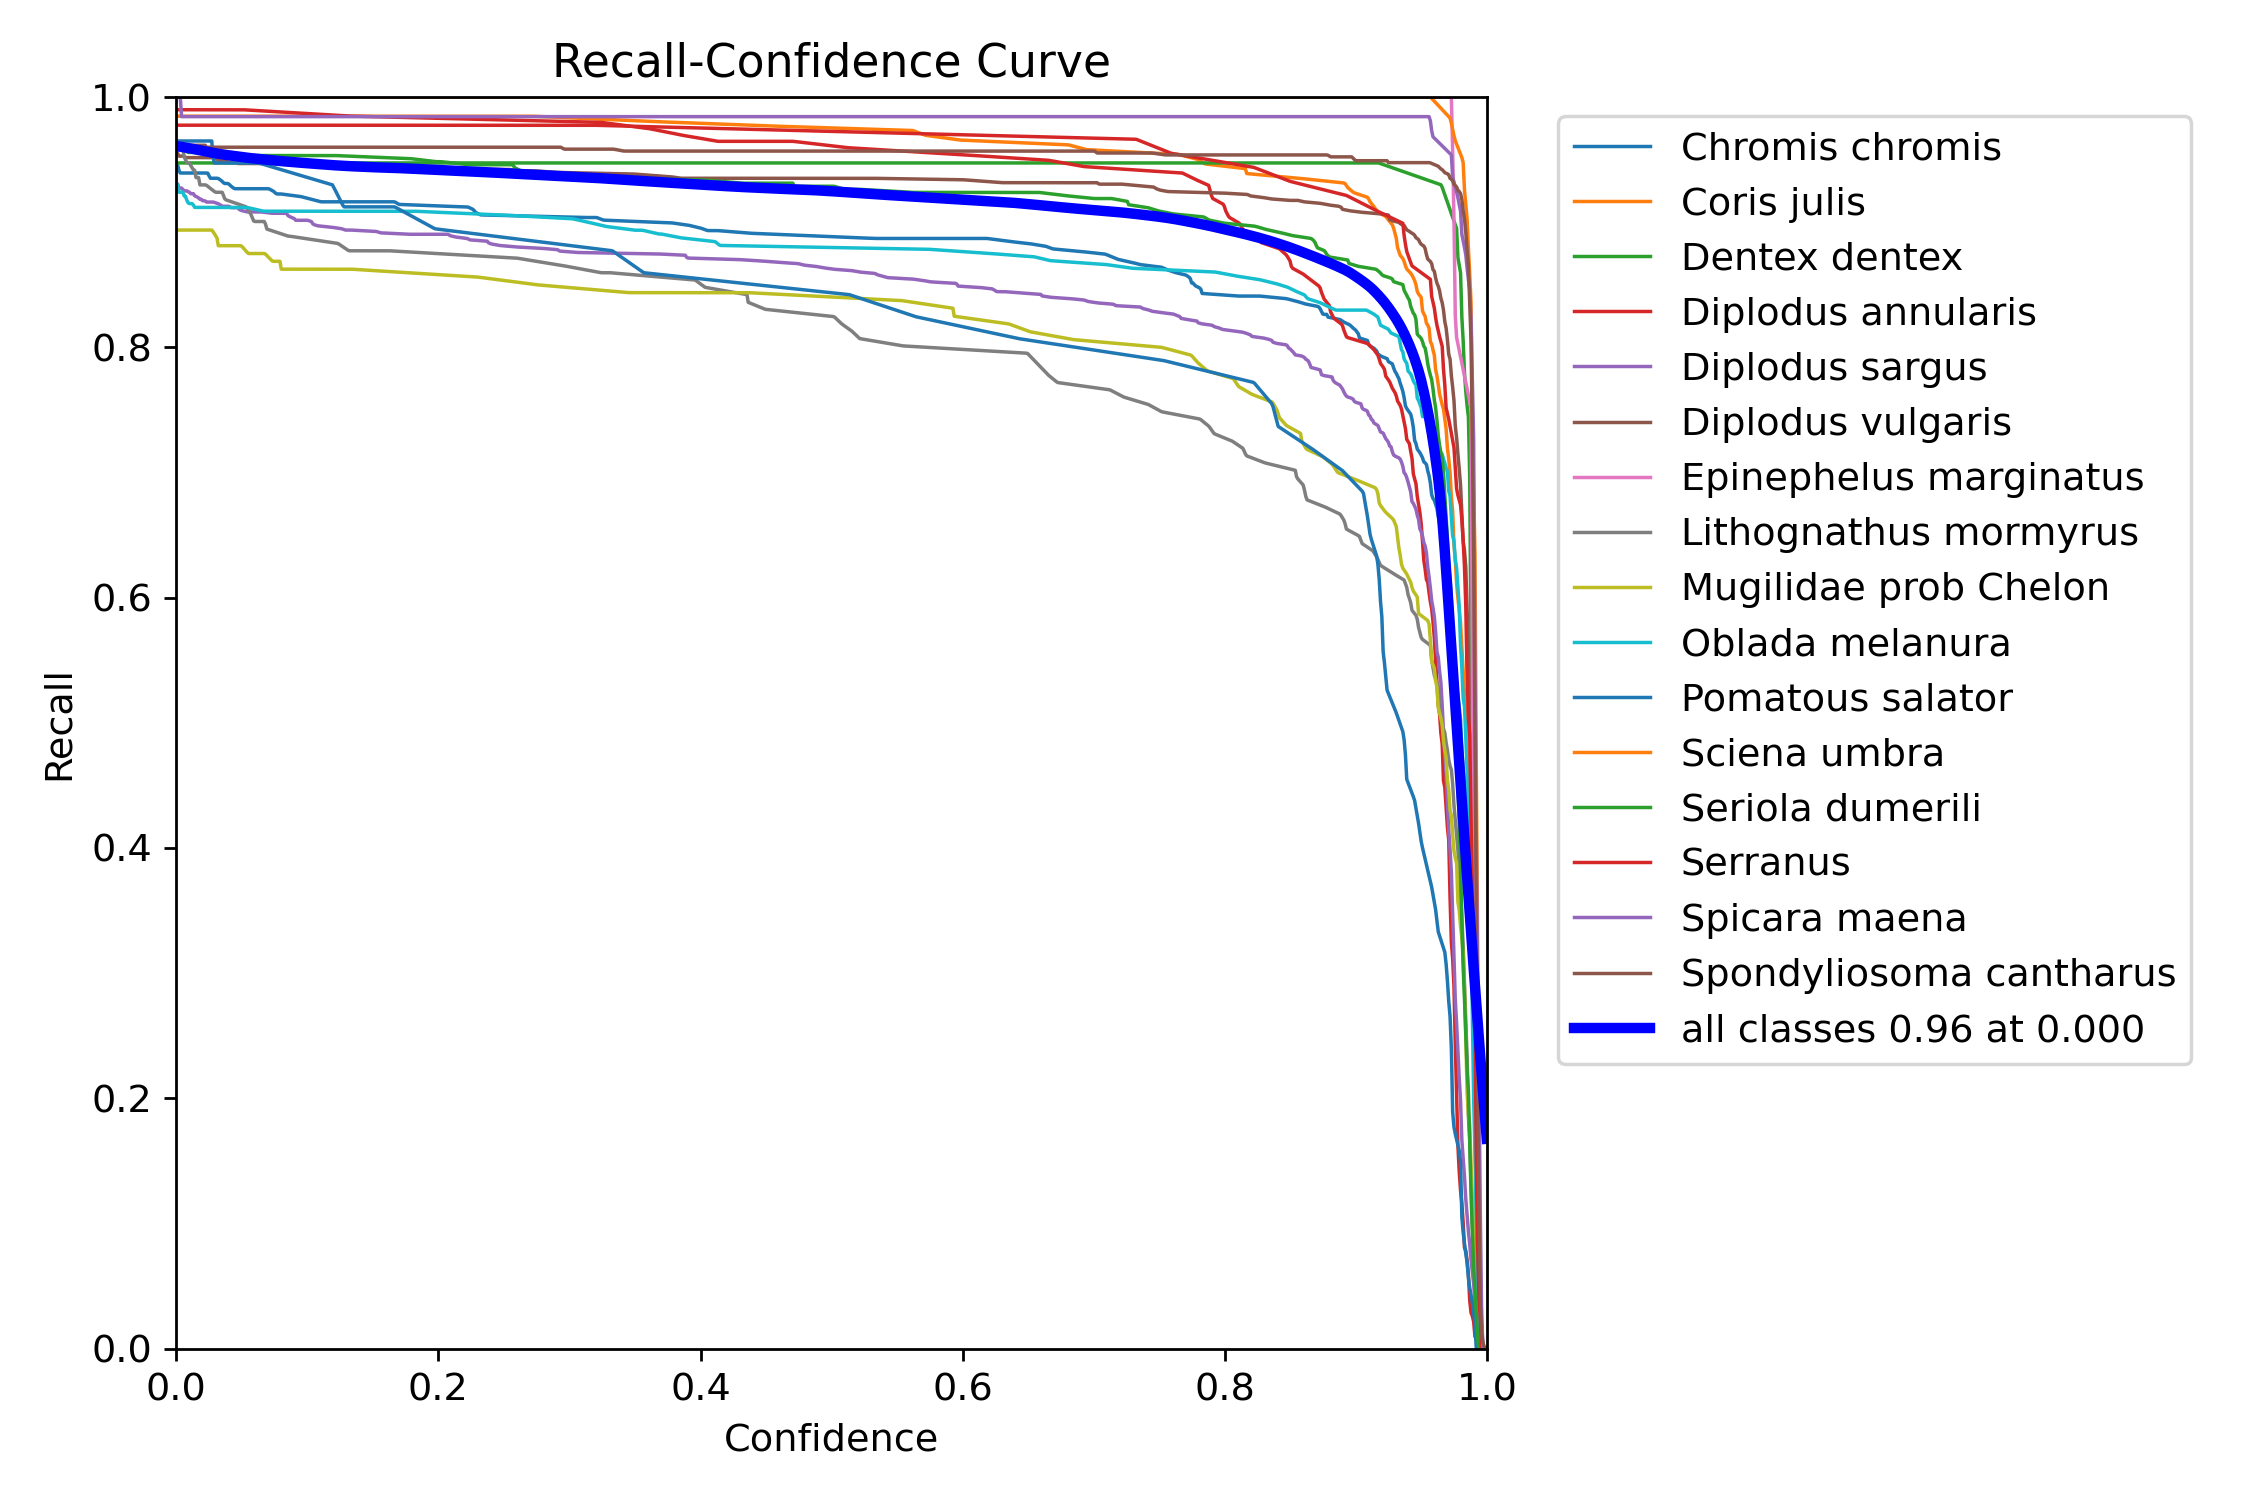 Recall-Confidence Curve
1.0
0.8
0.6
0.4
0.2
0.0
Recall
0.0 0.2 0.4 0.6 0.8 1.0
Confidence
Chromis chromis
Coris julis
Dentex dentex
Diplodus annularis
Diplodus sargus
Diplodus vulgaris
Epinephelus marginatus
Lithognathus mormyrus
Mugilidae prob Chelon
Oblada melanura
Pomatous salator
Sciena umbra
Seriola dumerili
Serranus
Spicara maena
Spondyliosoma cantharus
all classes 0.96 at 0.000